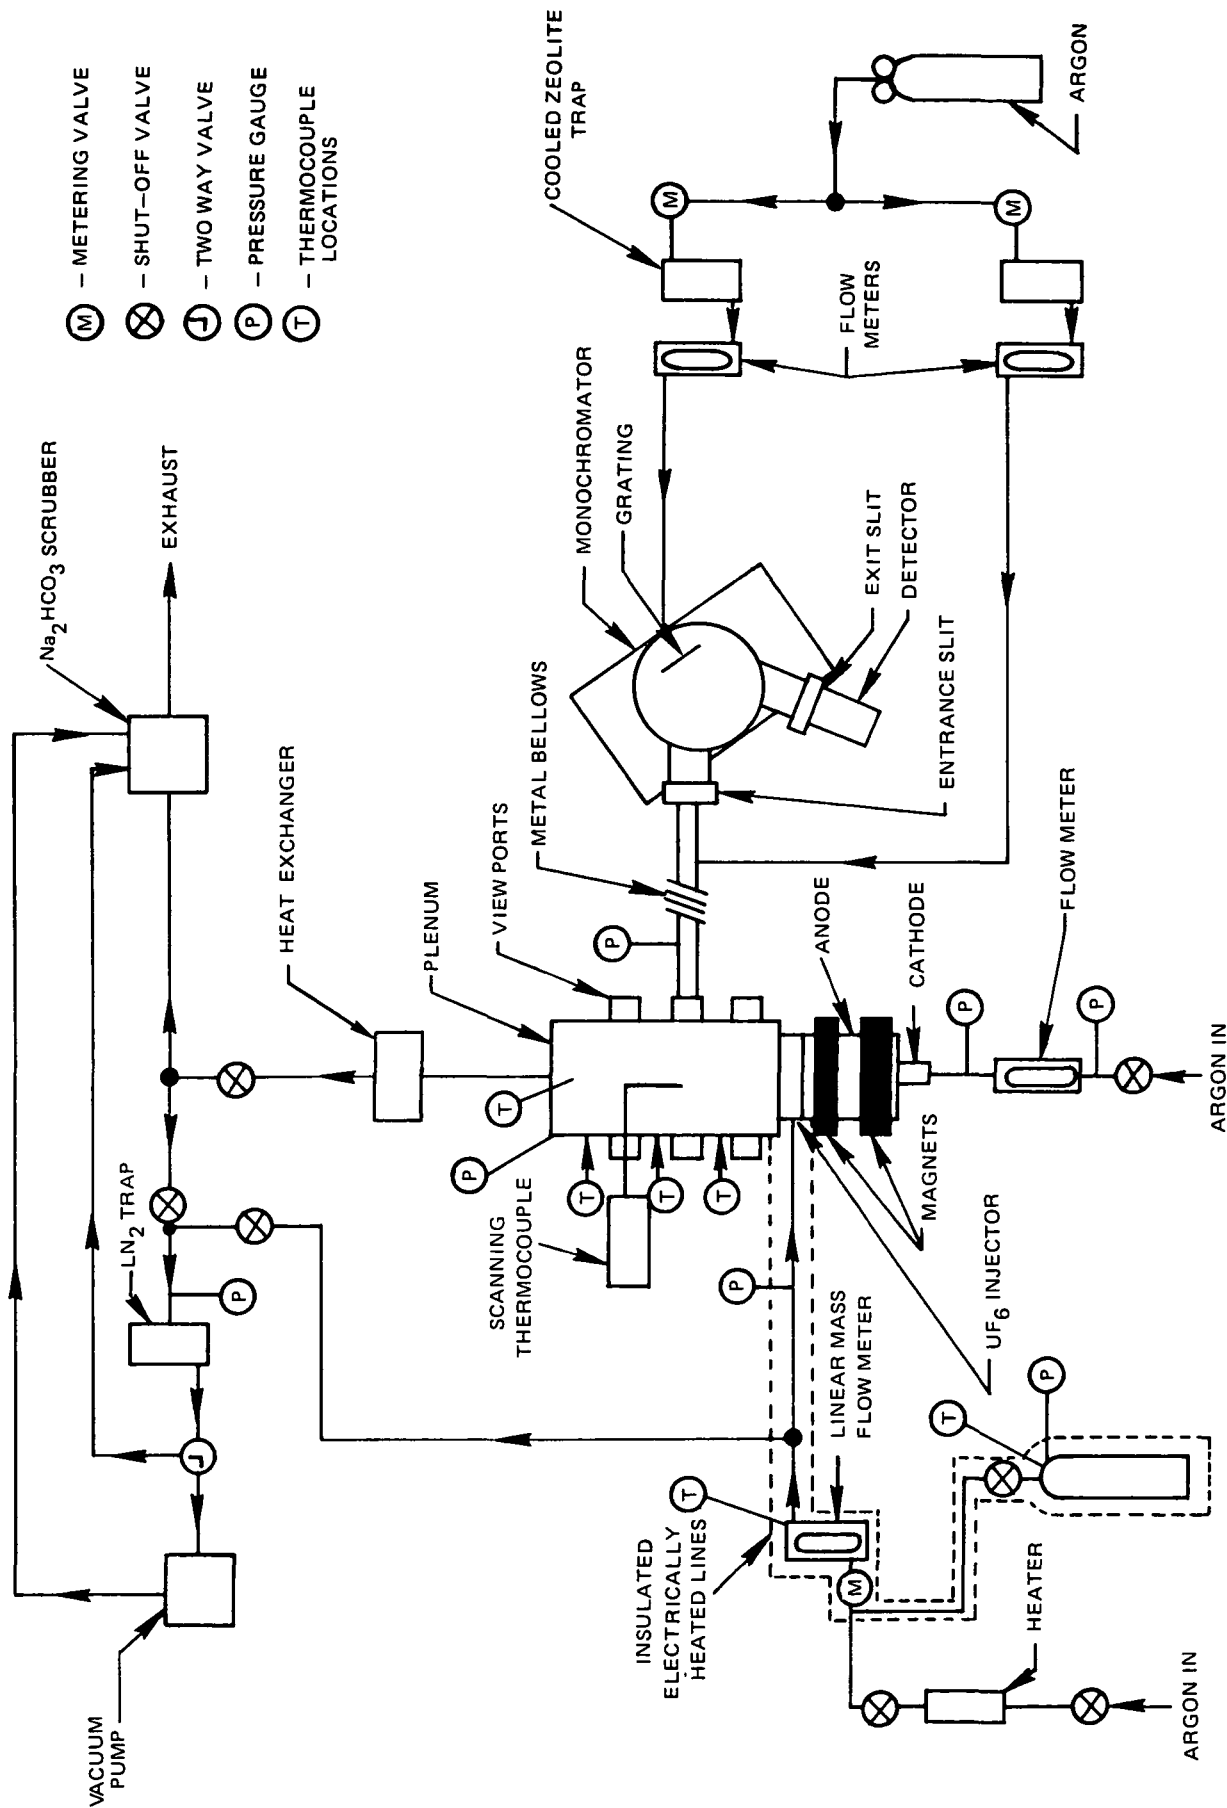 Ⓜ – METERING VALVE
⊗ – SHUT-OFF VALVE
– TWO WAY VALVE
Ⓟ – PRESSURE GAUGE
Ⓣ – THERMOCOUPLE
LOCATIONS
VACUUM
PUMP
LN2 TRAP
P
Na2HCO3 SCRUBBER
EXHAUST
HEAT EXCHANGER
PLENUM
VIEW PORTS
METAL BELLOWS
MONOCHROMATOR
GRATING
COOLED ZEOLITE
TRAP
M
M
ARGON
FLOW
METERS
EXIT SLIT
DETECTOR
ENTRANCE SLIT
P
T
P
T
T
T
SCANNING
THERMOCOUPLE
P
ANODE
CATHODE
P
P
FLOW METER
ARGON IN
MAGNETS
UF6 INJECTOR
LINEAR MASS
FLOW METER
T
INSULATED
ELECTRICALLY
HEATED LINES
M
T
P
HEATER
ARGON IN